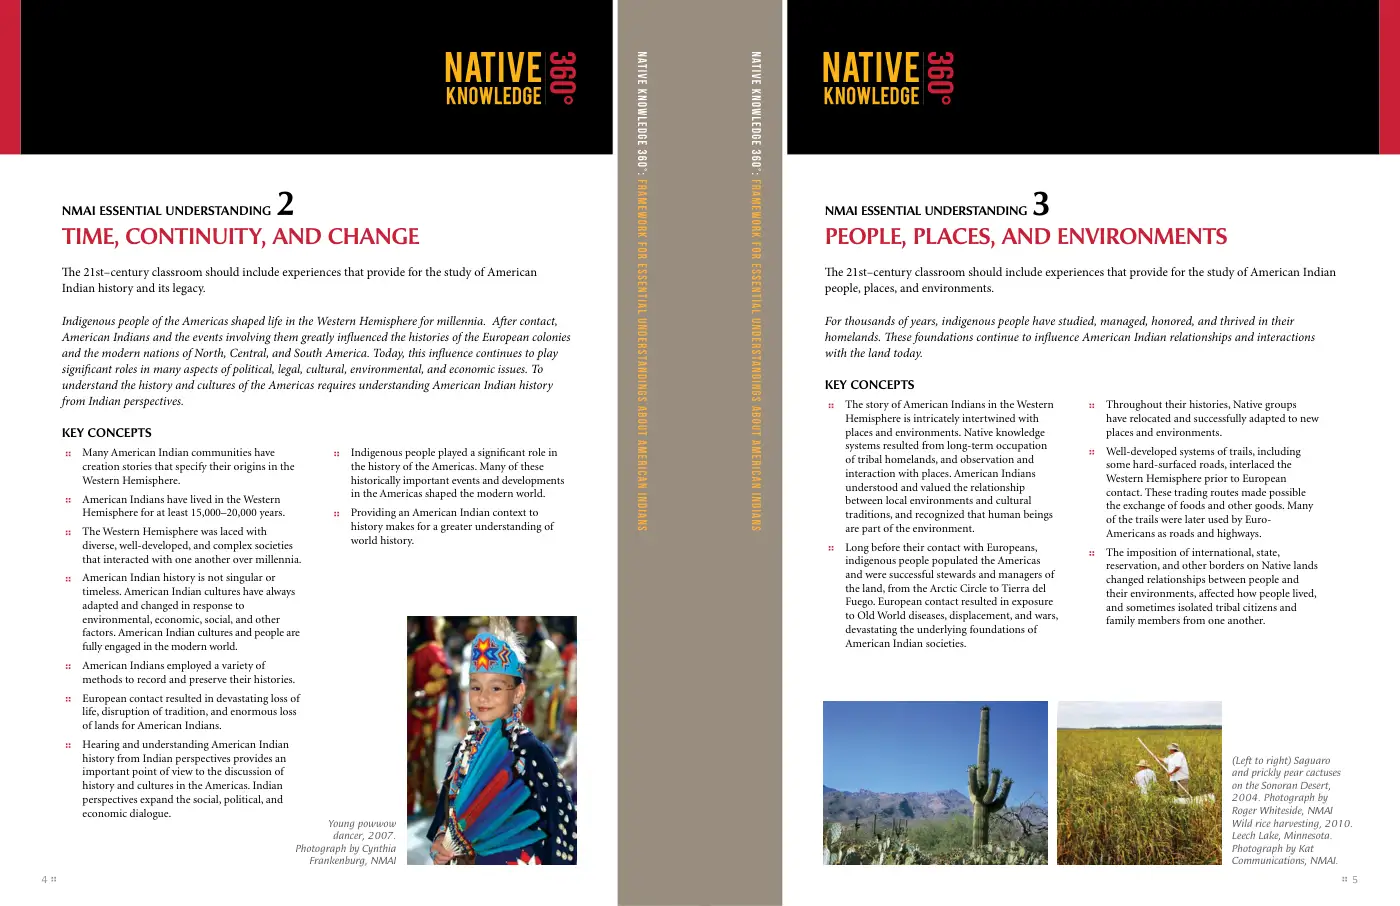 NATIVE
KNOWLEDGE
360°
NMAI ESSENTIAL UNDERSTANDING 2
TIME, CONTINUITY, AND CHANGE
The 21st–century classroom should include experiences that provide for the study of American
Indian history and its legacy.
Indigenous people of the Americas shaped life in the Western Hemisphere for millennia.  After contact,
American Indians and the events involving them greatly influenced the histories of the European colonies
and the modern nations of North, Central, and South America. Today, this influence continues to play
significant roles in many aspects of political, legal, cultural, environmental, and economic issues. To
understand the history and cultures of the Americas requires understanding American Indian history
from Indian perspectives.
KEY CONCEPTS
Many American Indian communities have
creation stories that specify their origins in the
Western Hemisphere.
American Indians have lived in the Western
Hemisphere for at least 15,000–20,000 years.
The Western Hemisphere was laced with
diverse, well-developed, and complex societies
that interacted with one another over millennia.
American Indian history is not singular or
timeless. American Indian cultures have always
adapted and changed in response to
environmental, economic, social, and other
factors. American Indian cultures and people are
fully engaged in the modern world.
American Indians employed a variety of
methods to record and preserve their histories.
European contact resulted in devastating loss of
life, disruption of tradition, and enormous loss
of lands for American Indians.
Hearing and understanding American Indian
history from Indian perspectives provides an
important point of view to the discussion of
history and cultures in the Americas. Indian
perspectives expand the social, political, and
economic dialogue.
Indigenous people played a significant role in
the history of the Americas. Many of these
historically important events and developments
in the Americas shaped the modern world.
Providing an American Indian context to
history makes for a greater understanding of
world history.
Young powwow
dancer, 2007.
Photograph by Cynthia
Frankenburg, NMAI
4
NATIVE KNOWLEDGE 360°: FRAMEWORK FOR ESSENTIAL UNDERSTANDINGS ABOUT AMERICAN INDIANS
NATIVE KNOWLEDGE 360°: FRAMEWORK FOR ESSENTIAL UNDERSTANDINGS ABOUT AMERICAN INDIANS
NATIVE
KNOWLEDGE
360°
NMAI ESSENTIAL UNDERSTANDING 3
PEOPLE, PLACES, AND ENVIRONMENTS
The 21st–century classroom should include experiences that provide for the study of American Indian
people, places, and environments.
For thousands of years, indigenous people have studied, managed, honored, and thrived in their
homelands. These foundations continue to influence American Indian relationships and interactions
with the land today.
KEY CONCEPTS
The story of American Indians in the Western
Hemisphere is intricately intertwined with
places and environments. Native knowledge
systems resulted from long-term occupation
of tribal homelands, and observation and
interaction with places. American Indians
understood and valued the relationship
between local environments and cultural
traditions, and recognized that human beings
are part of the environment.
Long before their contact with Europeans,
indigenous people populated the Americas
and were successful stewards and managers of
the land, from the Arctic Circle to Tierra del
Fuego. European contact resulted in exposure
to Old World diseases, displacement, and wars,
devastating the underlying foundations of
American Indian societies.
Throughout their histories, Native groups
have relocated and successfully adapted to new
places and environments.
Well-developed systems of trails, including
some hard-surfaced roads, interlaced the
Western Hemisphere prior to European
contact. These trading routes made possible
the exchange of foods and other goods. Many
of the trails were later used by Euro-
Americans as roads and highways.
The imposition of international, state,
reservation, and other borders on Native lands
changed relationships between people and
their environments, affected how people lived,
and sometimes isolated tribal citizens and
family members from one another.
(Left to right) Saguaro
and prickly pear cactuses
on the Sonoran Desert,
2004. Photograph by
Roger Whiteside, NMAI
Wild rice harvesting, 2010.
Leech Lake, Minnesota.
Photograph by Kat
Communications, NMAI.
5